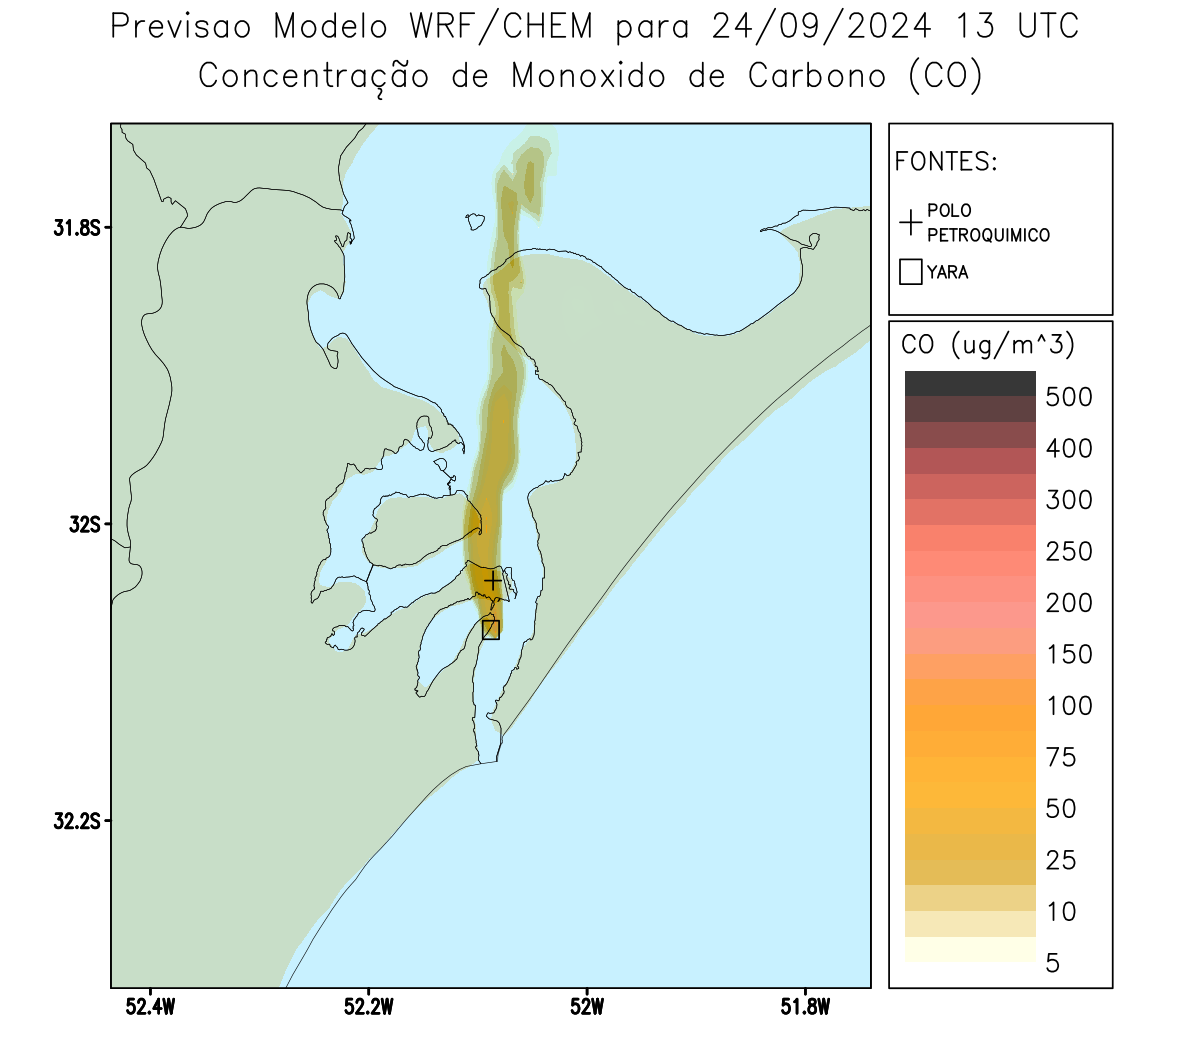 Previsao Modelo WRF/CHEM para 24/09/2024 13 UTC
Concentração de Monoxido de Carbono (CO)
FONTES:
POLO
PETROQUIMICO
YARA
CO (ug/m^3)
500
400
300
250
200
150
100
75
50
25
10
5
31.8S
32S
32.2S
52.4W
52.2W
52W
51.8W